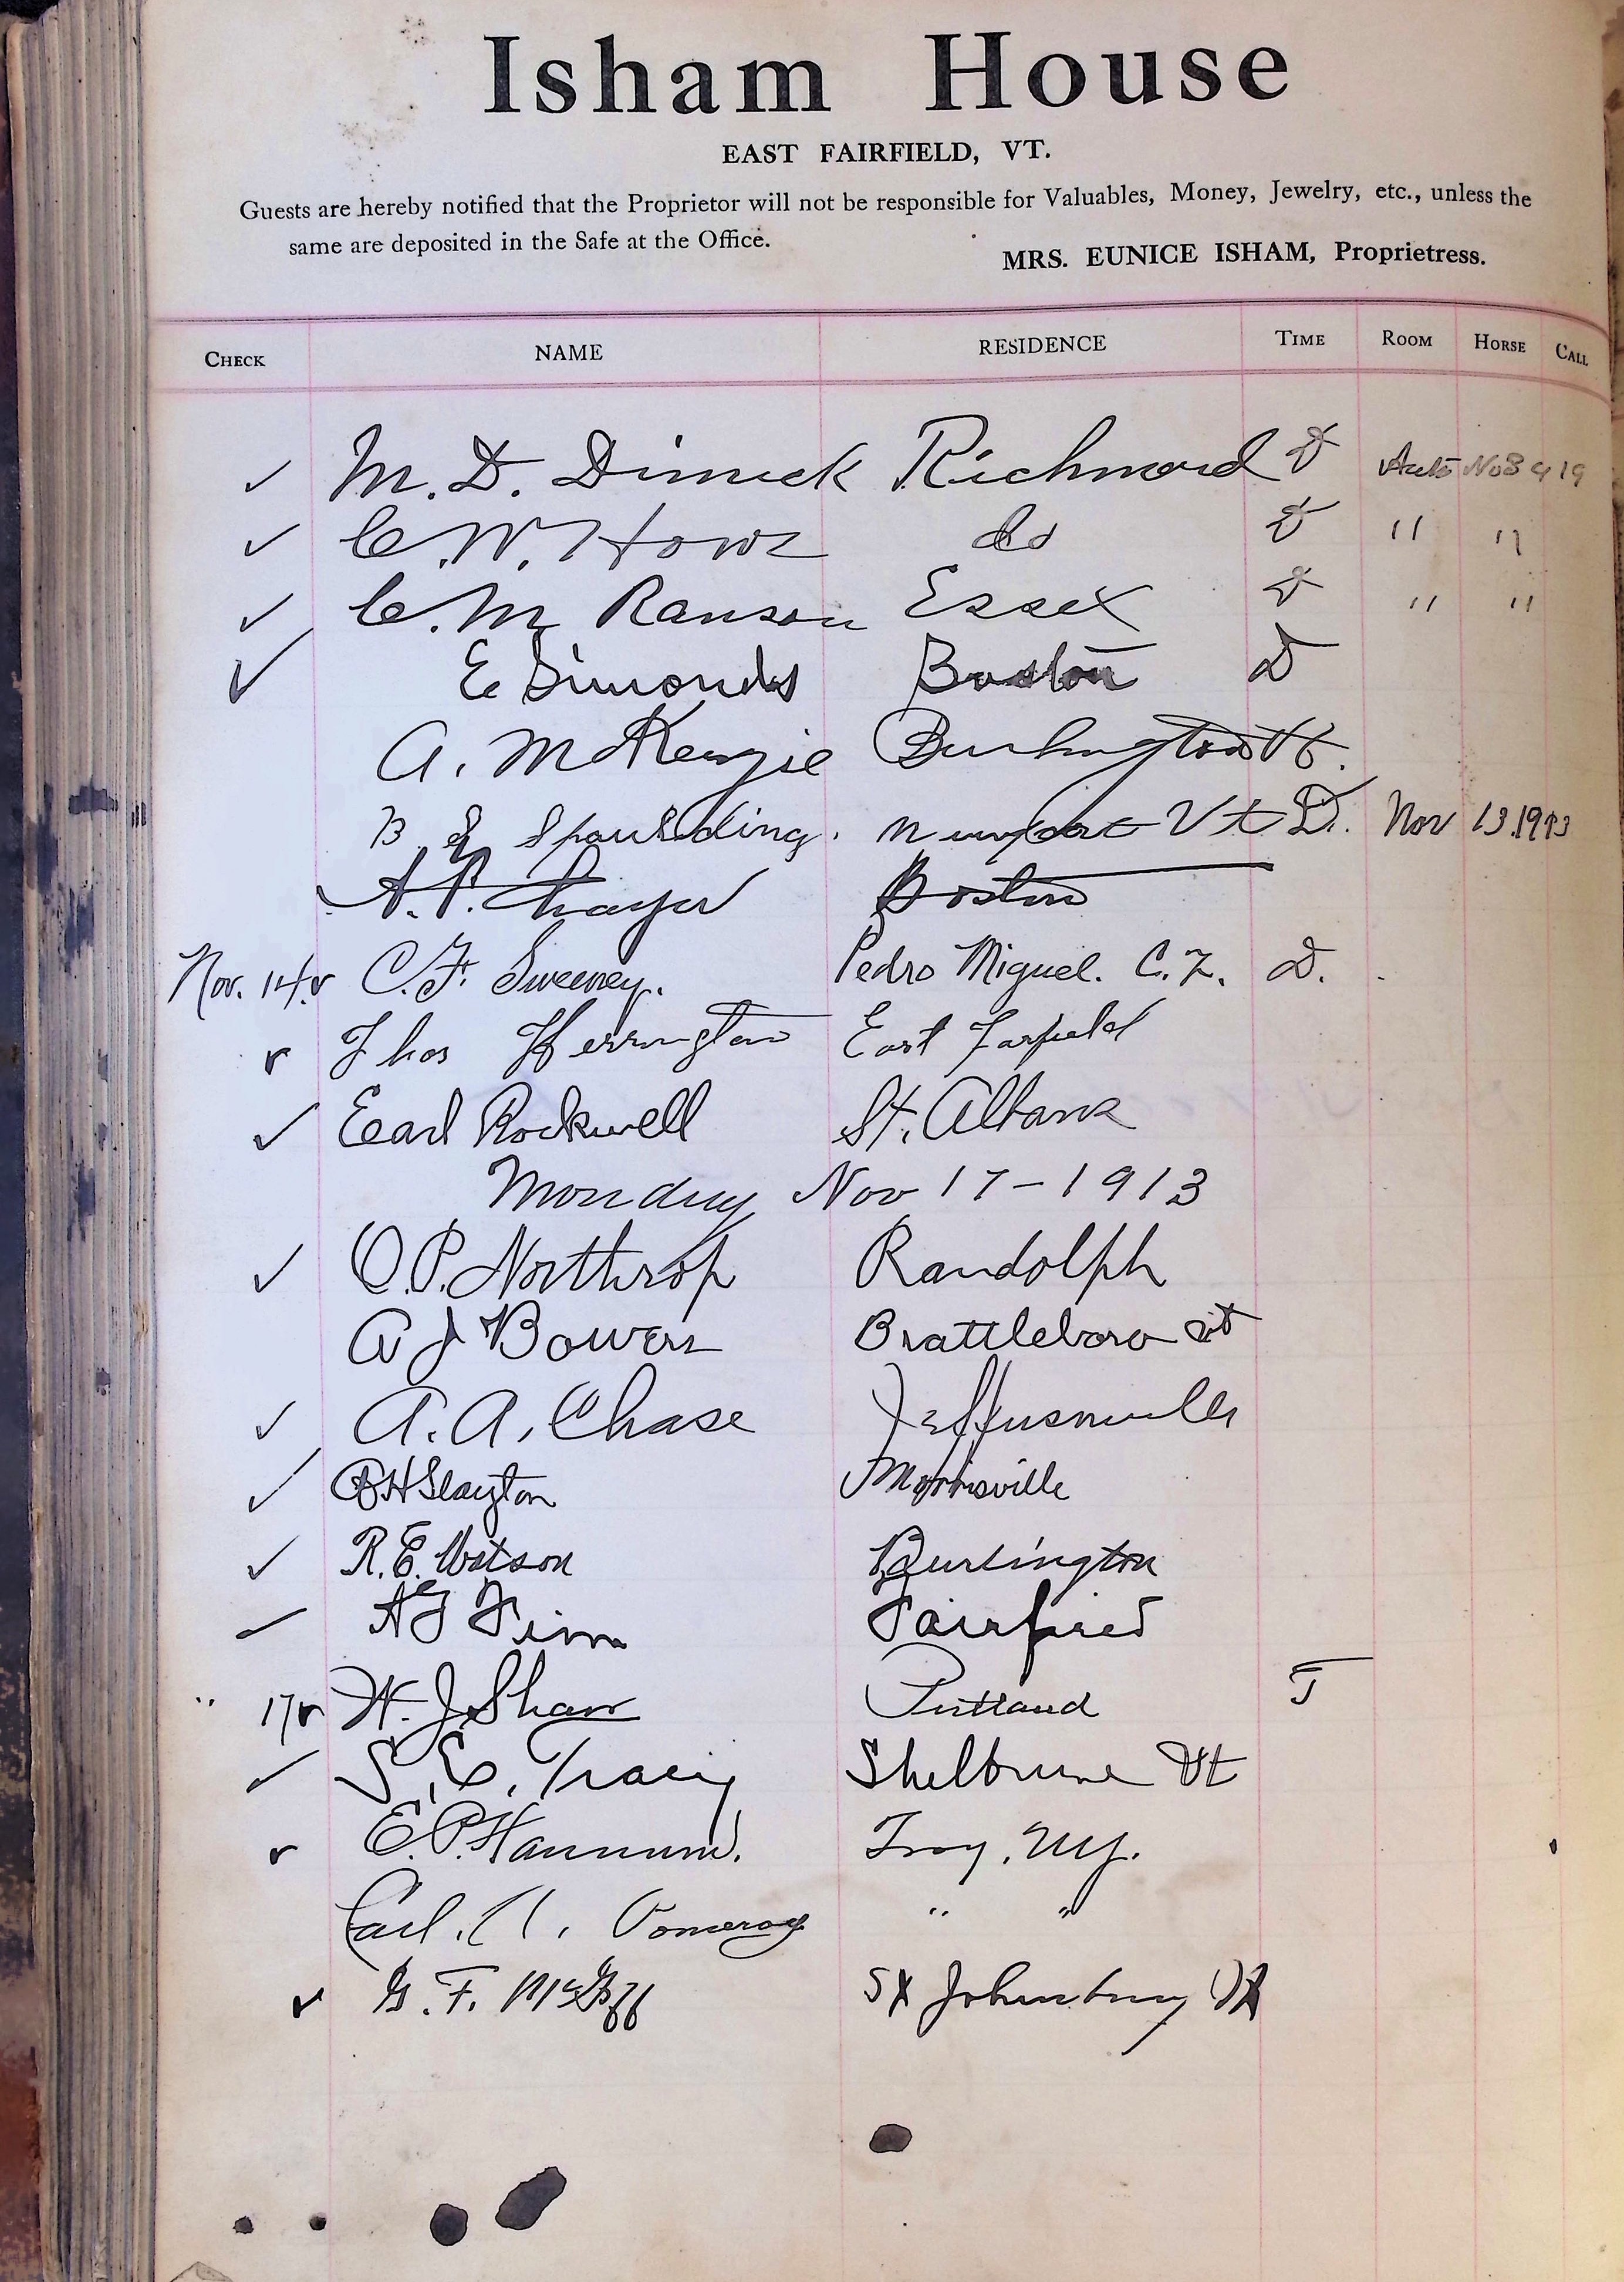 Isham House
EAST FAIRFIELD, VT.
Guests are hereby notified that the Proprietor will not be responsible for Valuables, Money, Jewelry, etc., unless the
same are deposited in the Safe at the Office.
MRS. EUNICE ISHAM, Proprietress.
CHECK NAME RESIDENCE TIME ROOM HORSE CALL
✓ M. D. Dimick Richmond D Auto No 3419
✓ C. W. Howe do D " "
✓ C. M Ransom Essex D " "
✓ E Simonds Boston D
A. McKenzie Burlington Vt.
B E Spaulding. Newport Vt D. Nov 13.1913
A. P. Thayer Boston
Nov. 14. ✓ C. F. Sweeney. Pedro Miguel. C. Z. D.
✓ Thos Herrington East Fairfield
✓ Earl Rockwell St. Albans
Monday Nov 17-1913
✓ O. P. Northrop Randolph
A J Bowen Brattleboro
✓ A. A. Chase Jeffersonville
✓ Slayton Morrisville
✓ R. E. Watson Burlington
Fairfield
" 17 ✓ W. J. Shaw Rutland T
✓ S. E. Tracy Shelburne Vt
✓ E. P. Hannum. Troy, N.Y.
Carl. Pomeroy " "
✓ G. F. St Johnsbury Vt